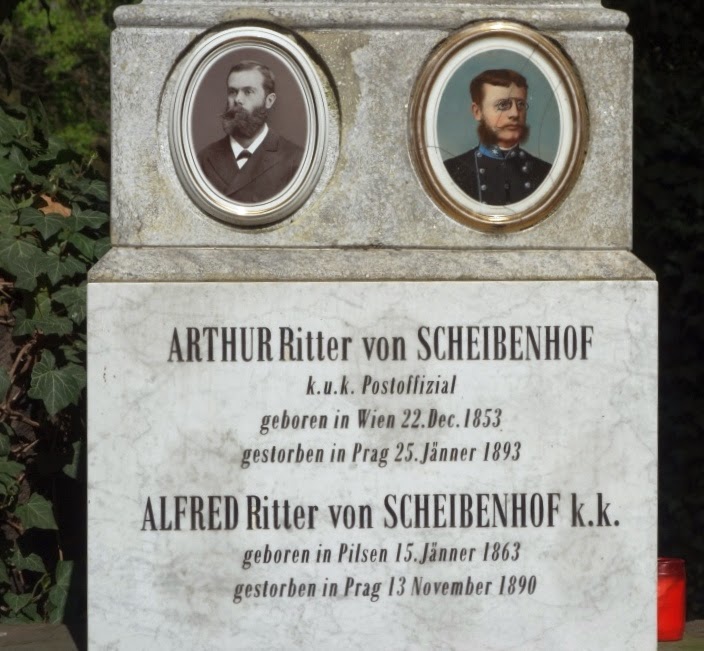 ARTHUR Ritter von SCHEIBENHOF
k.u.k. Postoffizial
geboren in Wien 22.Dec.1853
gestorben in Prag 25.Jänner 1893
ALFRED Ritter von SCHEIBENHOF k.k.
geboren in Pilsen 15.Jänner 1863
gestorben in Prag 13 November 1890